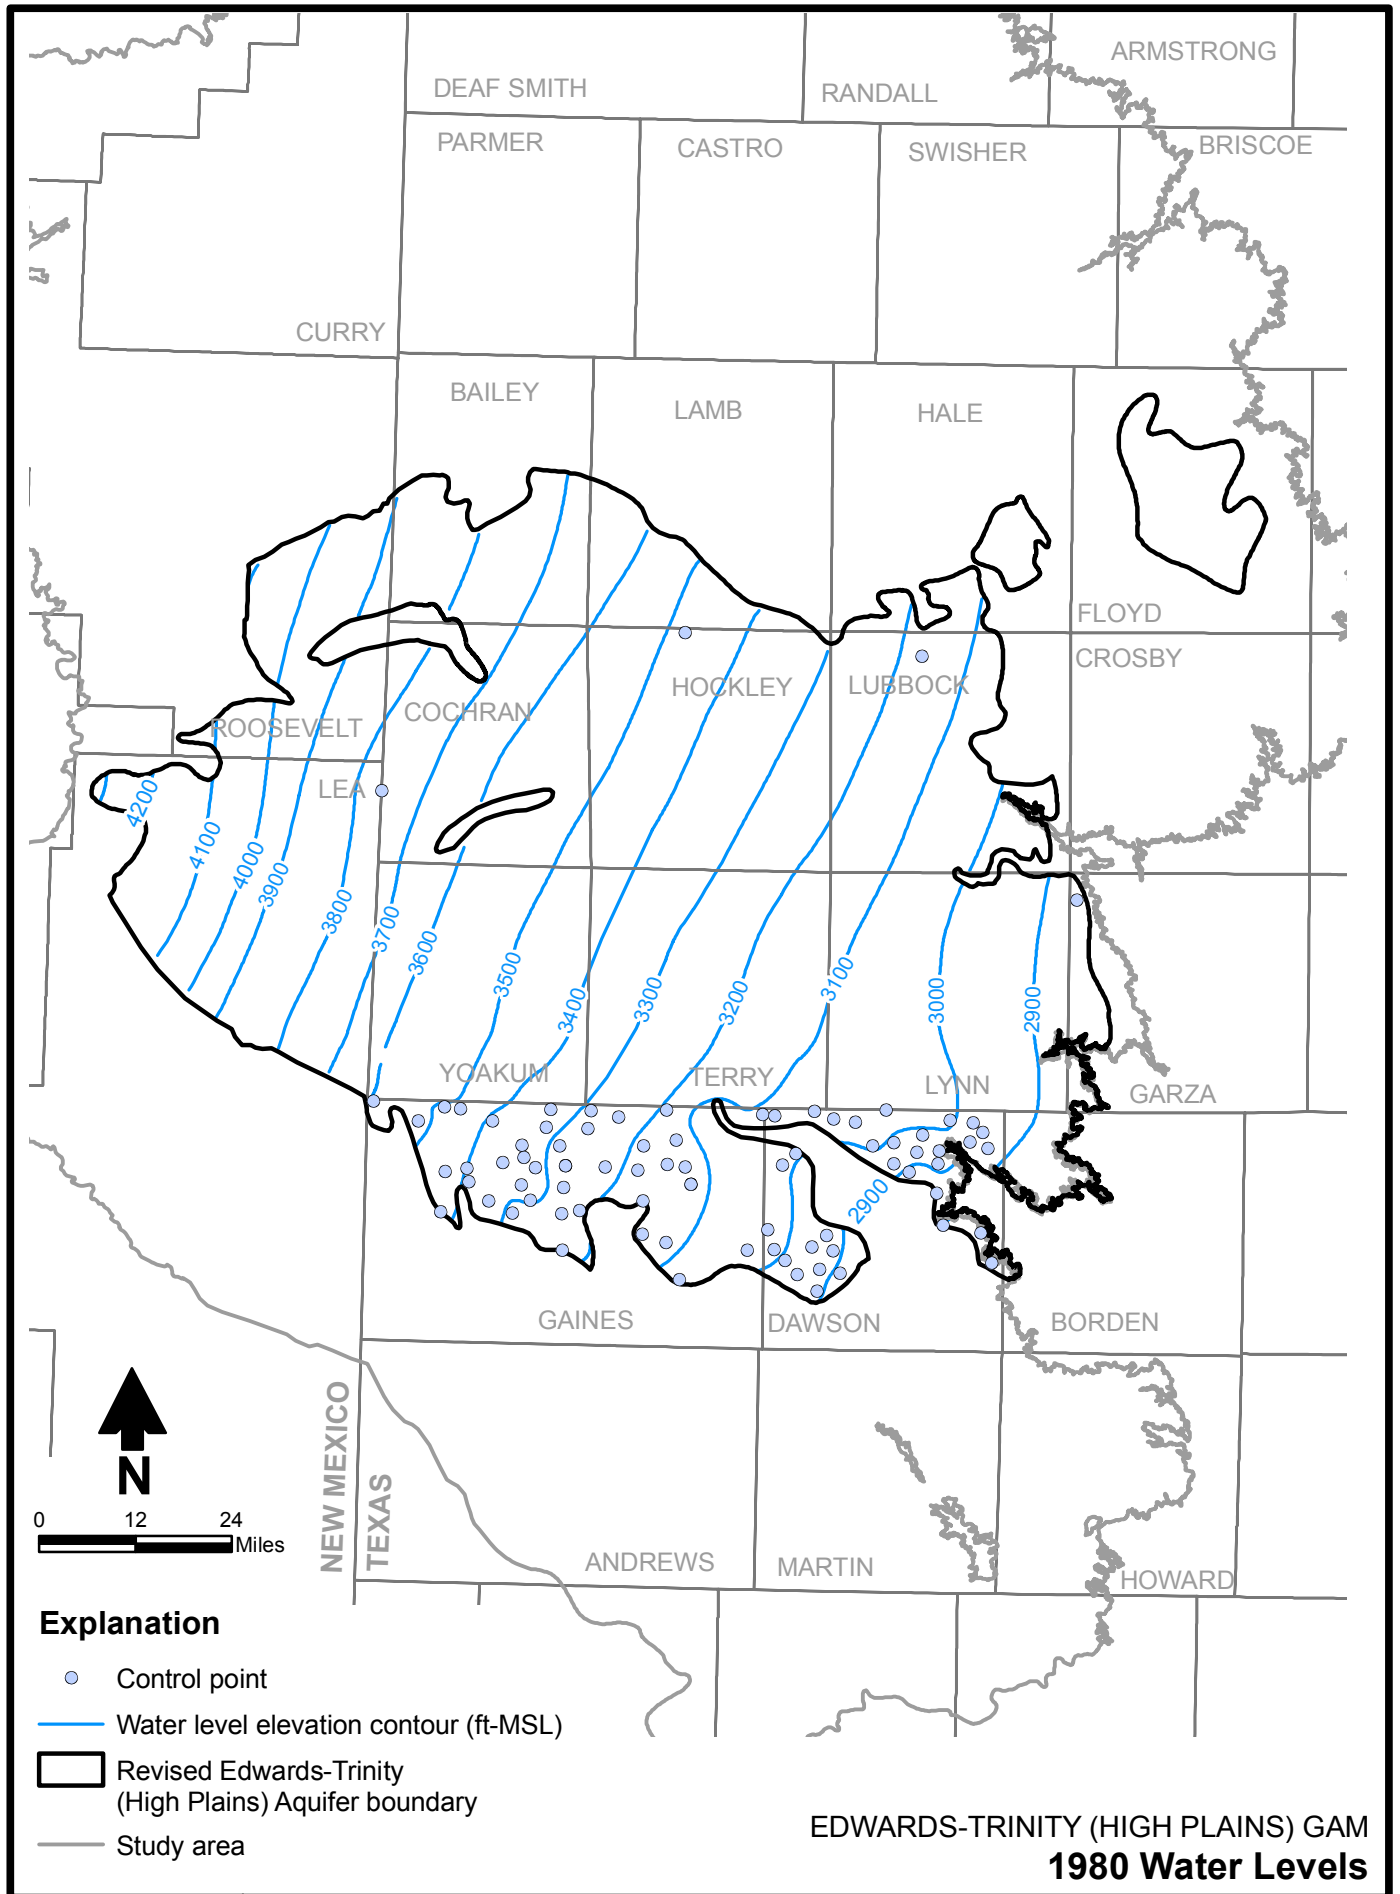 ARMSTRONG
DEAF SMITH
RANDALL
PARMER
CASTRO
SWISHER
BRISCOE
CURRY
BAILEY
LAMB
HALE
FLOYD
CROSBY
HOCKLEY
LUBBOCK
COCHRAN
ROOSEVELT
LEA
4200
4100
4000
3900
3800
3700
3600
3500
3400
3300
3200
3100
3000
2900
YOAKUM
TERRY
LYNN
GARZA
2900
GAINES
DAWSON
BORDEN
NEW MEXICO
TEXAS
N
0 12 24
Miles
ANDREWS
MARTIN
HOWARD
Explanation
Control point
Water level elevation contour (ft-MSL)
Revised Edwards-Trinity
(High Plains) Aquifer boundary
Study area
EDWARDS-TRINITY (HIGH PLAINS) GAM
1980 Water Levels